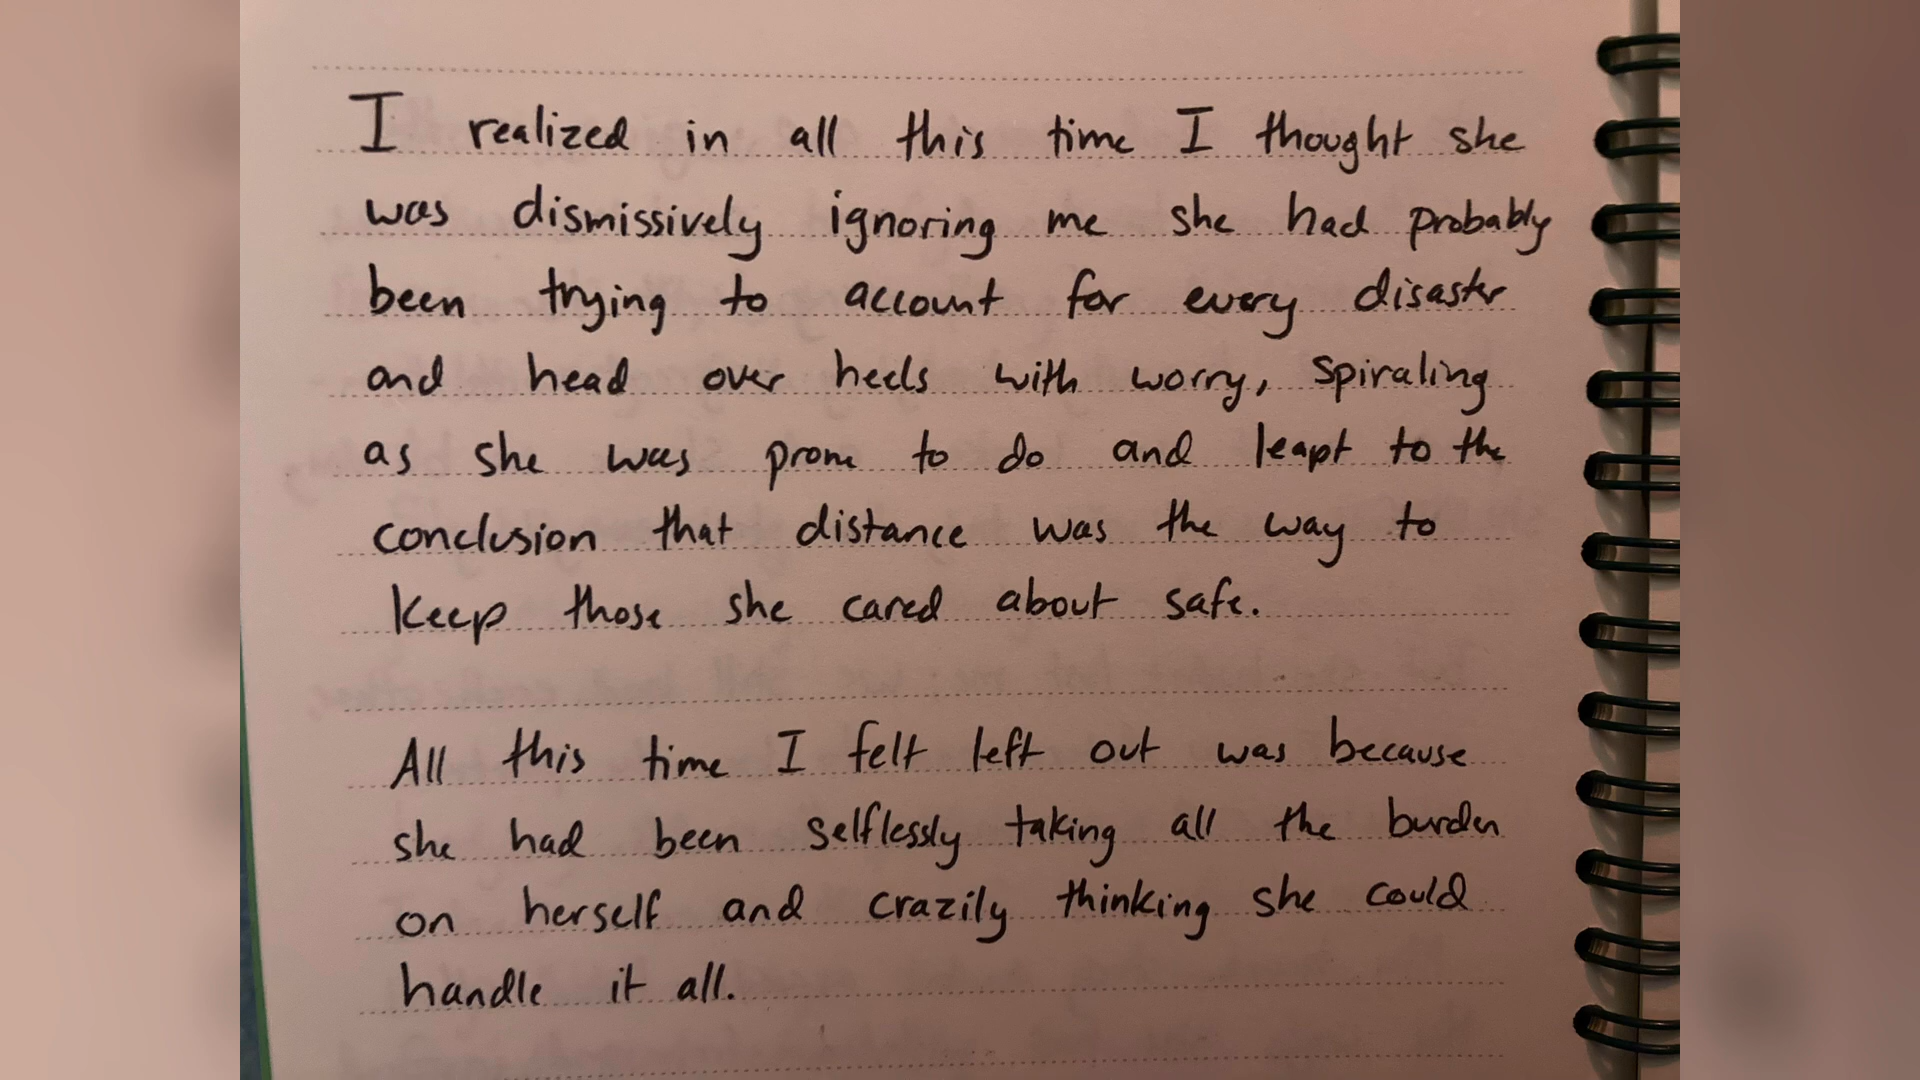 I realized in all this time I thought she
was dismissively ignoring me she had probably
been trying to account for every disaster
and head over heels with worry, spiraling
as she was prone to do and leapt to the
conclusion that distance was the way to
keep those she cared about safe.
All this time I felt left out was because
she had been selflessly taking all the burden
on herself and crazily thinking she could
handle it all.